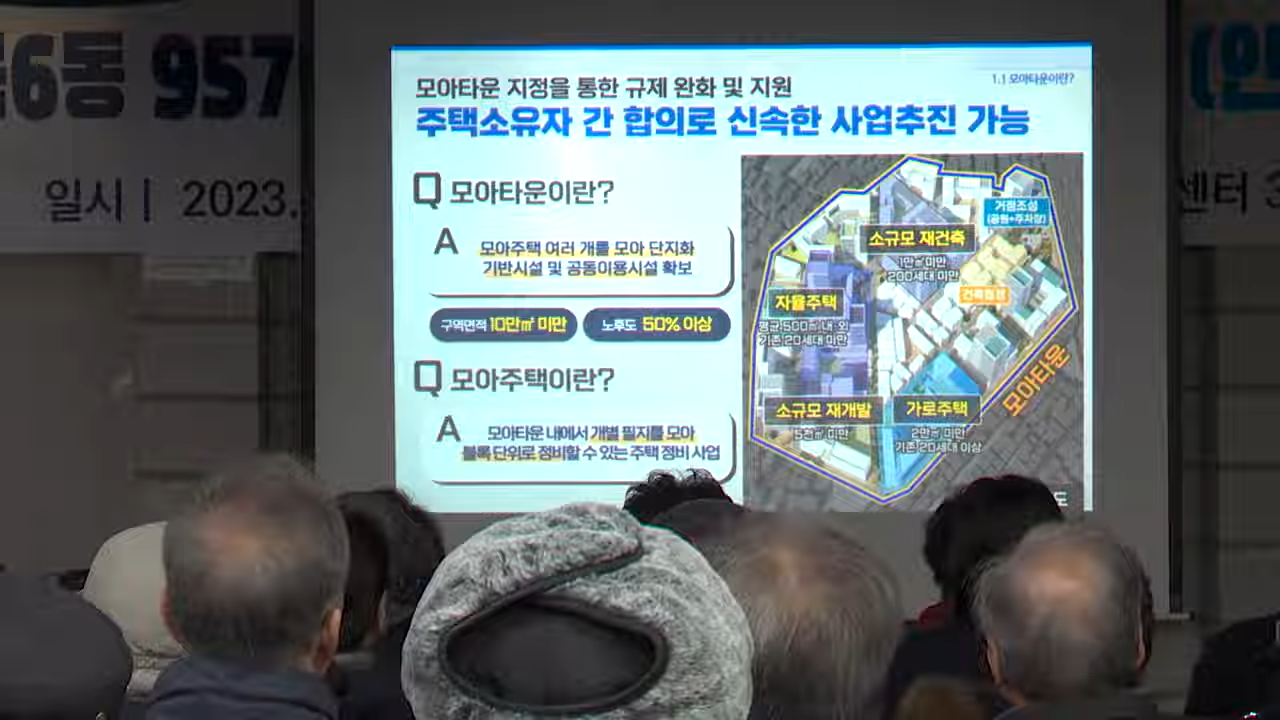 6동 957
일시 | 2023.
센터 3
모아타운 지정을 통한 규제 완화 및 지원
1.1 모아타운이란?
주택소유자 간 합의로 신속한 사업추진 가능
Q 모아타운이란?
A 모아주택 여러 개를 모아 단지화
기반시설 및 공동이용시설 확보
구역면적 10만㎡ 미만
노후도 50% 이상
Q 모아주택이란?
A 모아타운 내에서 개별 필지를 모아
블록 단위로 정비할 수 있는 주택 정비 사업
거점조성
(공원+주차장)
소규모 재건축
1만㎡ 미만
200세대 미만
건축협정
자율주택
평균 500㎡ 내 외
기존 20세대 미만
모아타운
소규모 재개발
5천㎡ 미만
가로주택
2만㎡ 미만
기존 20세대 이상
도